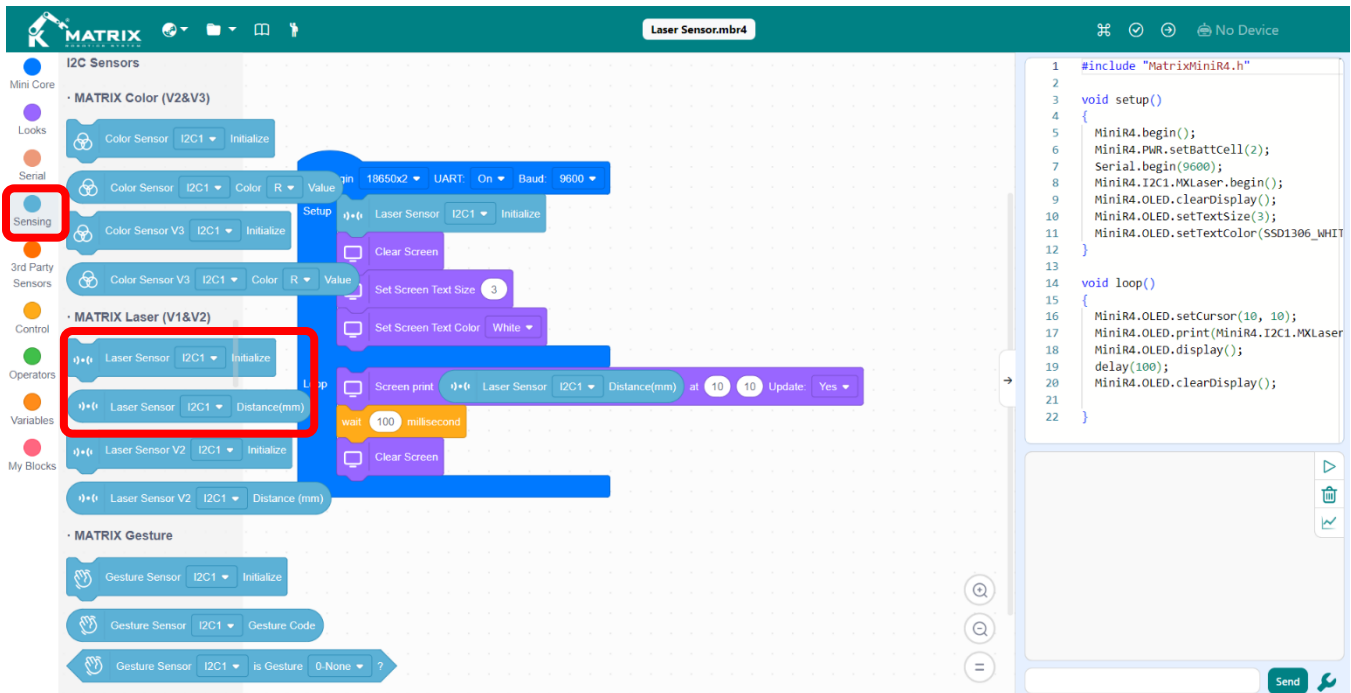 MATRIX
ROBOTICS SYSTEM
Laser Sensor.mbr4
No Device
Mini Core
Looks
Serial
Sensing
3rd Party
Sensors
Control
Operators
Variables
My Blocks
I2C Sensors
· MATRIX Color (V2&V3)
Color Sensor I2C1 Initialize
Color Sensor I2C1 Color R Value
Color Sensor V3 I2C1 Initialize
Color Sensor V3 I2C1 Color R Value
· MATRIX Laser (V1&V2)
Laser Sensor I2C1 Initialize
Laser Sensor I2C1 Distance(mm)
Laser Sensor V2 I2C1 Initialize
Laser Sensor V2 I2C1 Distance (mm)
· MATRIX Gesture
Gesture Sensor I2C1 Initialize
Gesture Sensor I2C1 Gesture Code
Gesture Sensor I2C1 is Gesture 0-None ?
gin 18650x2 UART: On Baud: 9600
Setup
Laser Sensor I2C1 Initialize
Clear Screen
Set Screen Text Size 3
Set Screen Text Color White
Screen print Laser Sensor I2C1 Distance(mm) at 10 10 Update: Yes
wait 100 millisecond
Clear Screen
1 #include "MatrixMiniR4.h"
2
3 void setup()
4 {
5 MiniR4.begin();
6 MiniR4.PWR.setBattCell(2);
7 Serial.begin(9600);
8 MiniR4.I2C1.MXLaser.begin();
9 MiniR4.OLED.clearDisplay();
10 MiniR4.OLED.setTextSize(3);
11 MiniR4.OLED.setTextColor(SSD1306_WHIT
12 }
13
14 void loop()
15 {
16 MiniR4.OLED.setCursor(10, 10);
17 MiniR4.OLED.print(MiniR4.I2C1.MXLaser
18 MiniR4.OLED.display();
19 delay(100);
20 MiniR4.OLED.clearDisplay();
21
22 }
Send